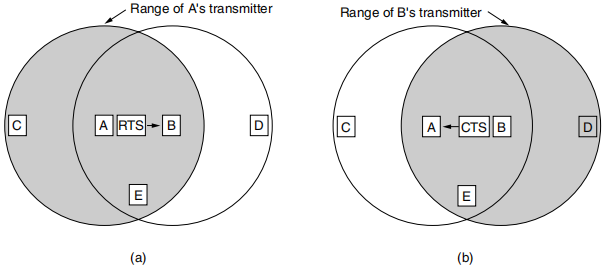 Range of A's transmitter
C A RTS B D
E
(a)
Range of B's transmitter
C A CTS B D
E
(b)